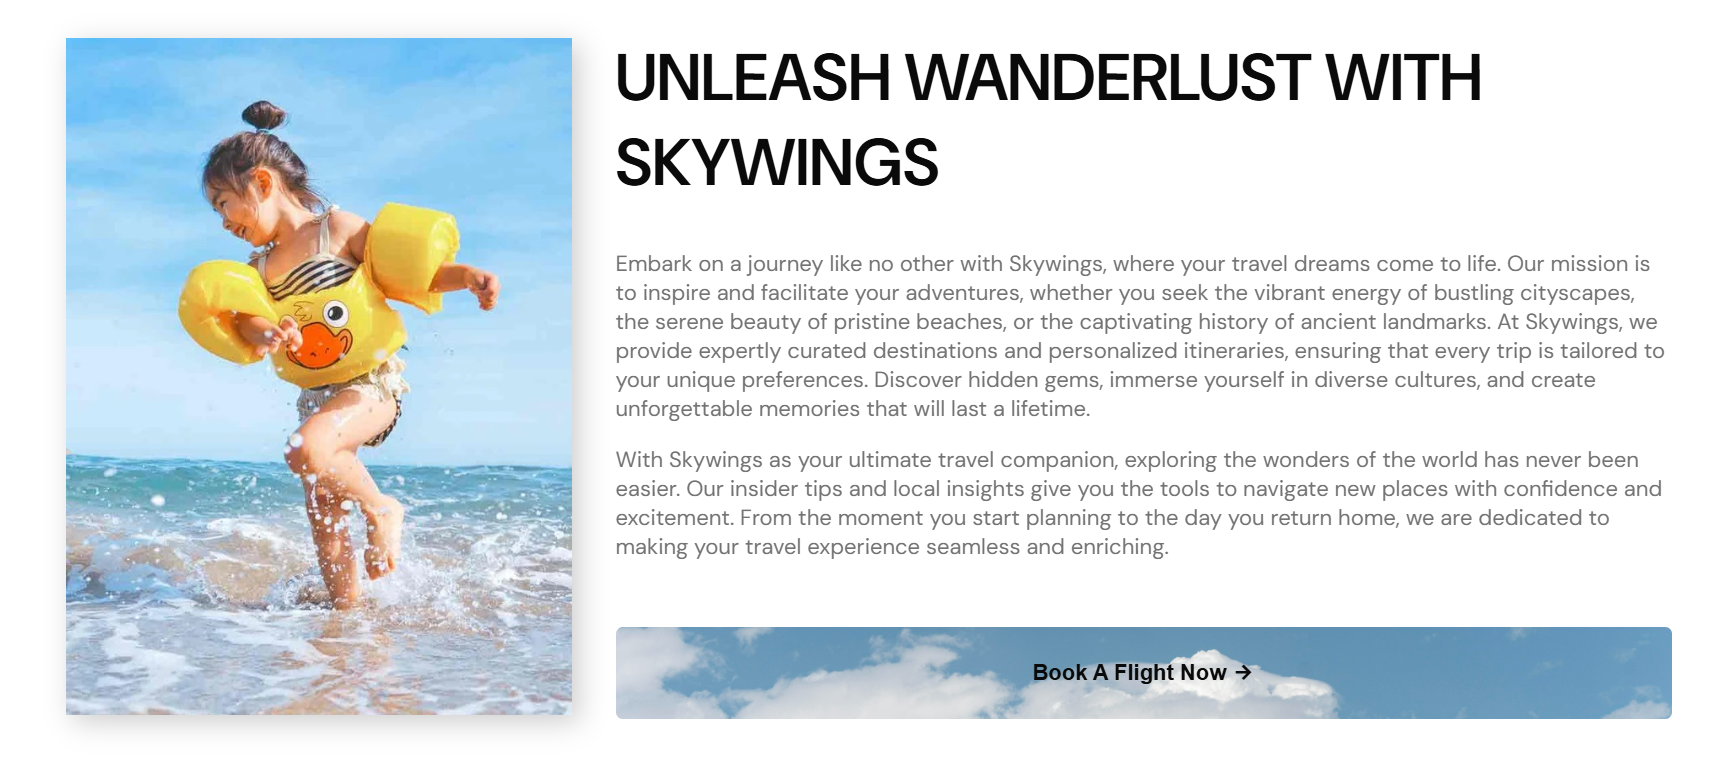 UNLEASH WANDERLUST WITH
SKYWINGS
Embark on a journey like no other with Skywings, where your travel dreams come to life. Our mission is
to inspire and facilitate your adventures, whether you seek the vibrant energy of bustling cityscapes,
the serene beauty of pristine beaches, or the captivating history of ancient landmarks. At Skywings, we
provide expertly curated destinations and personalized itineraries, ensuring that every trip is tailored to
your unique preferences. Discover hidden gems, immerse yourself in diverse cultures, and create
unforgettable memories that will last a lifetime.
With Skywings as your ultimate travel companion, exploring the wonders of the world has never been
easier. Our insider tips and local insights give you the tools to navigate new places with confidence and
excitement. From the moment you start planning to the day you return home, we are dedicated to
making your travel experience seamless and enriching.
Book A Flight Now →